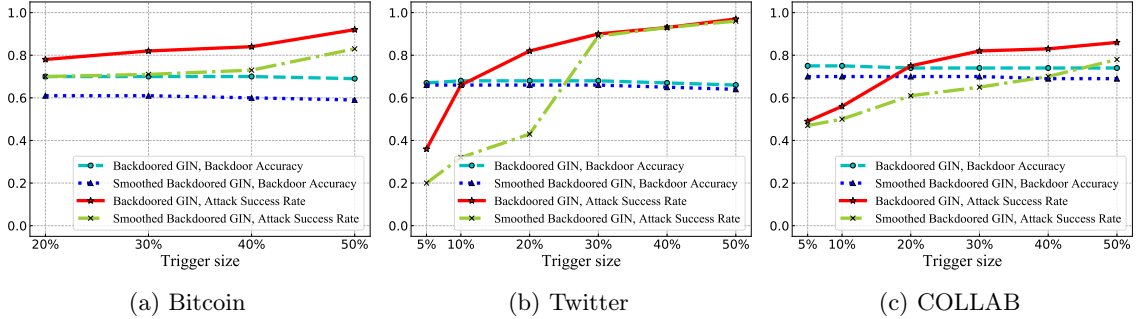 1.0
0.8
0.6
0.4
0.2
0.0
Backdoored GIN, Backdoor Accuracy
Smoothed Backdoored GIN, Backdoor Accuracy
Backdoored GIN, Attack Success Rate
Smoothed Backdoored GIN, Attack Success Rate
20% 30% 40% 50%
Trigger size
(a) Bitcoin
1.0
0.8
0.6
0.4
0.2
0.0
Backdoored GIN, Backdoor Accuracy
Smoothed Backdoored GIN, Backdoor Accuracy
Backdoored GIN, Attack Success Rate
Smoothed Backdoored GIN, Attack Success Rate
5% 10% 20% 30% 40% 50%
Trigger size
(b) Twitter
1.0
0.8
0.6
0.4
0.2
0.0
Backdoored GIN, Backdoor Accuracy
Smoothed Backdoored GIN, Backdoor Accuracy
Backdoored GIN, Attack Success Rate
Smoothed Backdoored GIN, Attack Success Rate
5% 10% 20% 30% 40% 50%
Trigger size
(c) COLLAB